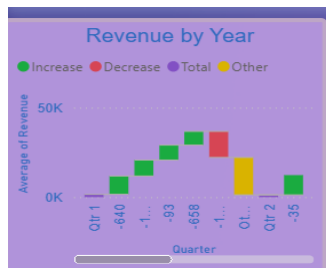 Revenue by Year
Increase Decrease Total Other
Average of Revenue
50K
0K
Qtr 1
-640
-1...
-93
-658
-1...
Ot...
Qtr 2
-35
Quarter